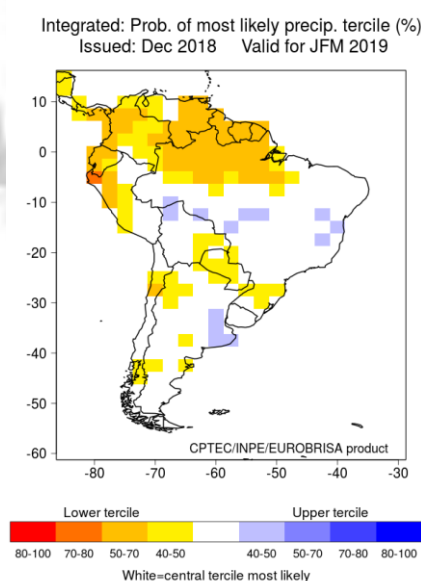 Integrated: Prob. of most likely precip. tercile (%)
Issued: Dec 2018 Valid for JFM 2019
10
0
-10
-20
-30
-40
-50
-60
CPTEC/INPE/EUROBRISA product
-80 -70 -60 -50 -40 -30
Lower tercile Upper tercile
80-100 70-80 50-70 40-50 40-50 50-70 70-80 80-100
White=central tercile most likely